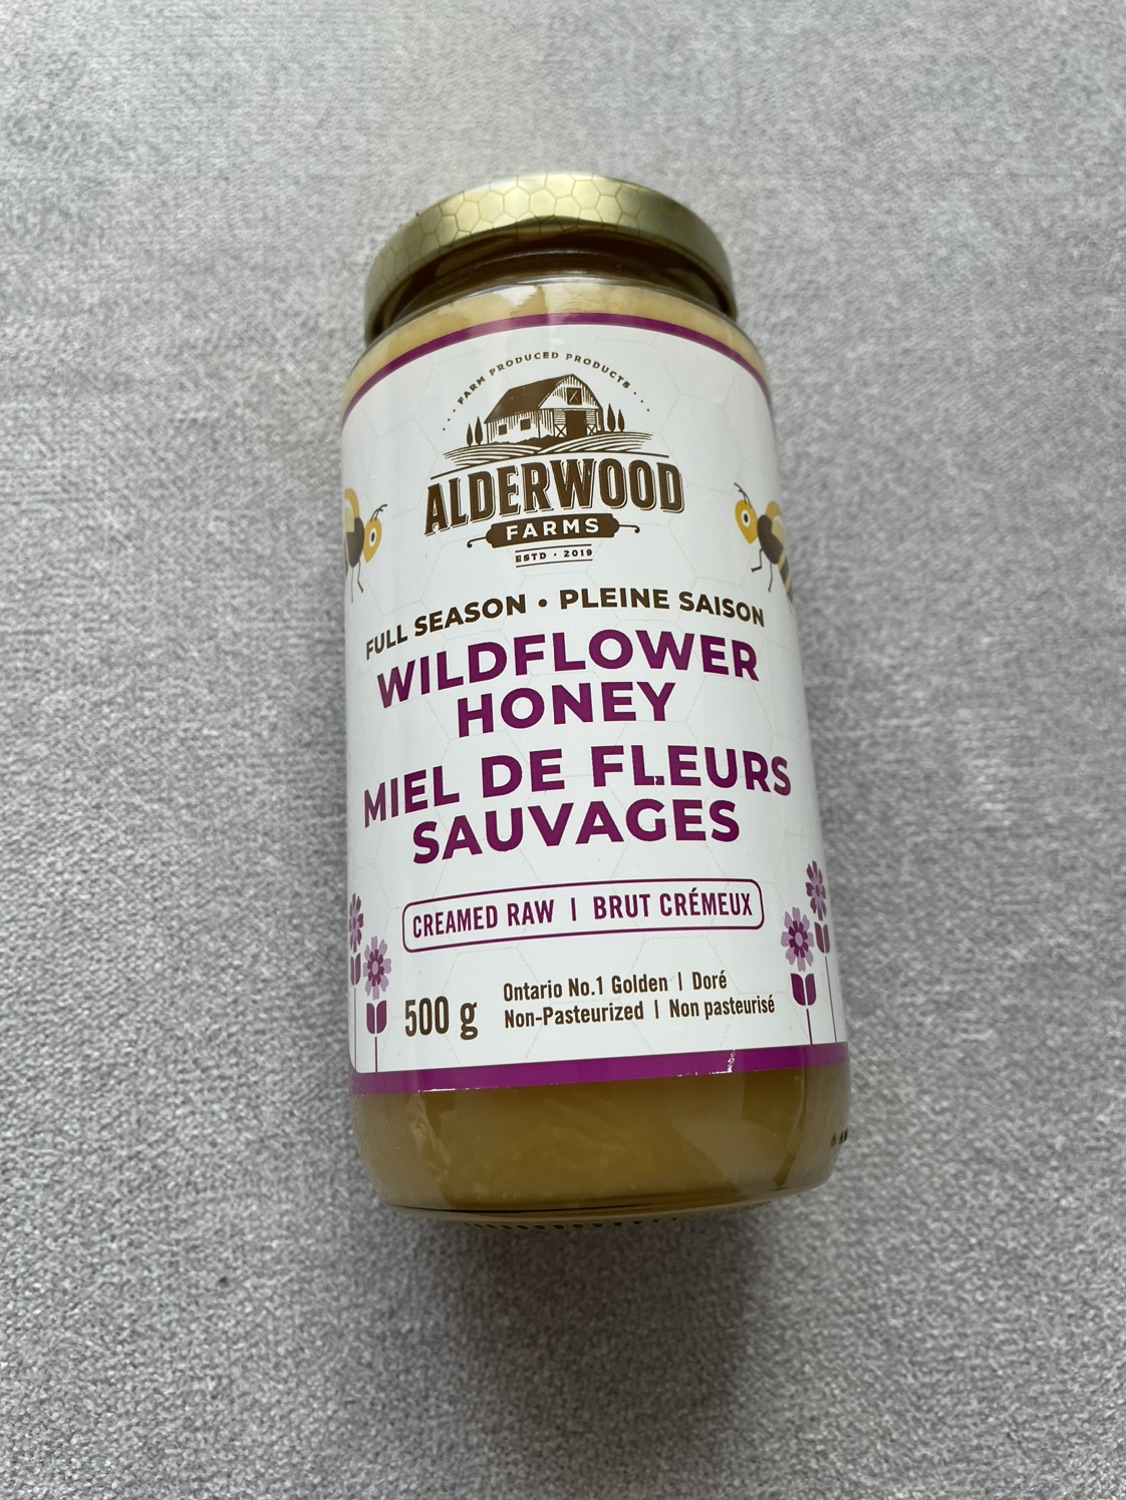 FARM PRODUCED PRODUCTS
ALDERWOOD
FARMS
ESTD · 2019
FULL SEASON • PLEINE SAISON
WILDFLOWER
HONEY
MIEL DE FLEURS
SAUVAGES
CREAMED RAW | BRUT CRÉMEUX
500 g
Ontario No.1 Golden | Doré
Non-Pasteurized | Non pasteurisé